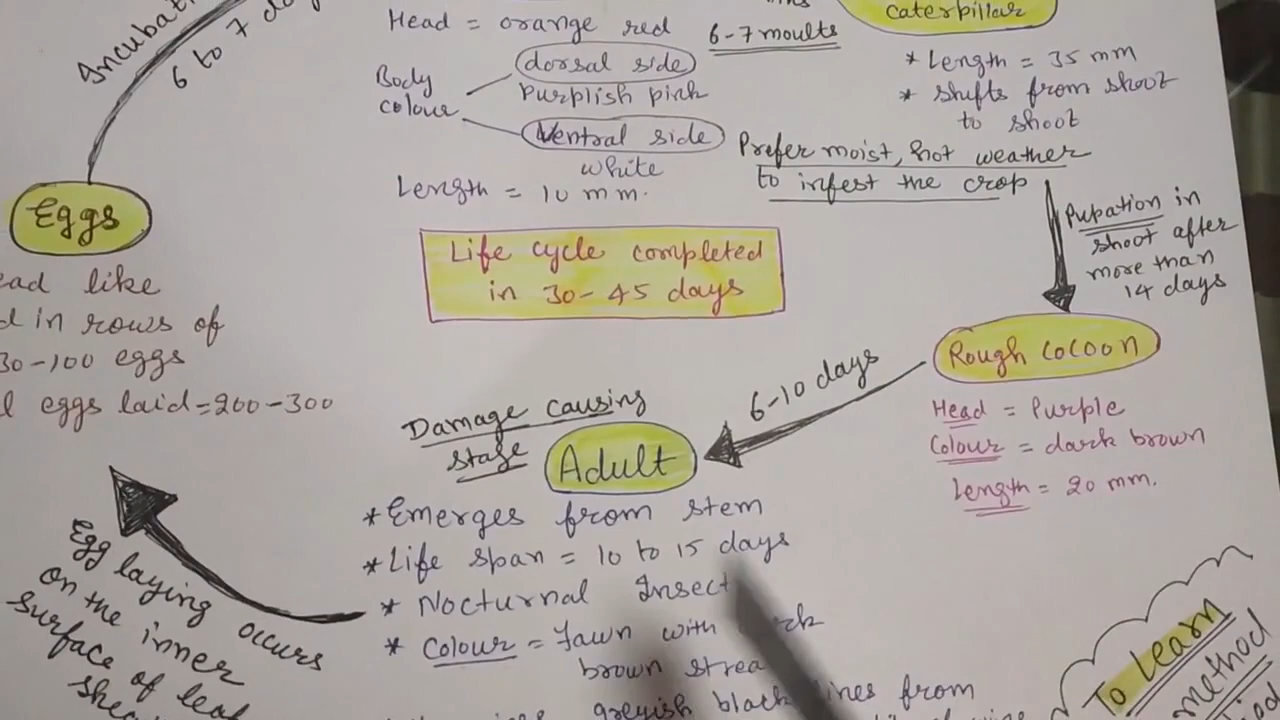 6 to 7
Head = orange red
6-7 moults
Body colour
dorsal side
Purplish pink
Ventral side
white
Length = 10 mm.
caterpillar
* Length = 35 mm
* Shifts from shoot
to shoot
Prefer moist, hot weather
to infest the crop
Pupation in
shoot after
more than
14 days
Eggs
like
in rows of
30-100 eggs
eggs laid = 200-300
Life cycle completed
in 30-45 days
Rough Cocoon
Head = Purple
Colour = dark brown
Length = 20 mm.
6-10 days
Damage causing
stage
Adult
* Emerges from stem
* Life span = 10 to 15 days
* Nocturnal Insect
* Colour = Fawn with
brown
greyish black lines from
Egg laying occurs
on the inner
surface of
To Learn
method